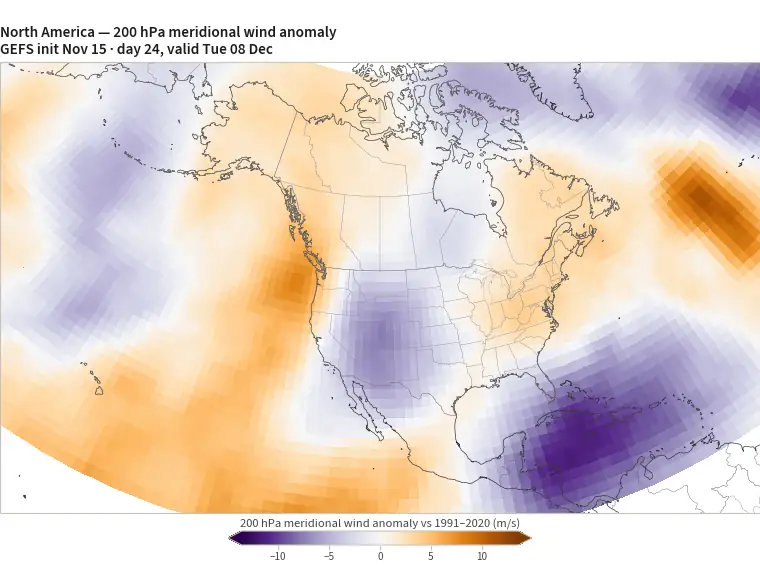 North America — 200 hPa meridional wind anomaly
GEFS init Nov 15 · day 24, valid Tue 08 Dec
200 hPa meridional wind anomaly vs 1991–2020 (m/s)
−10 −5 0 5 10